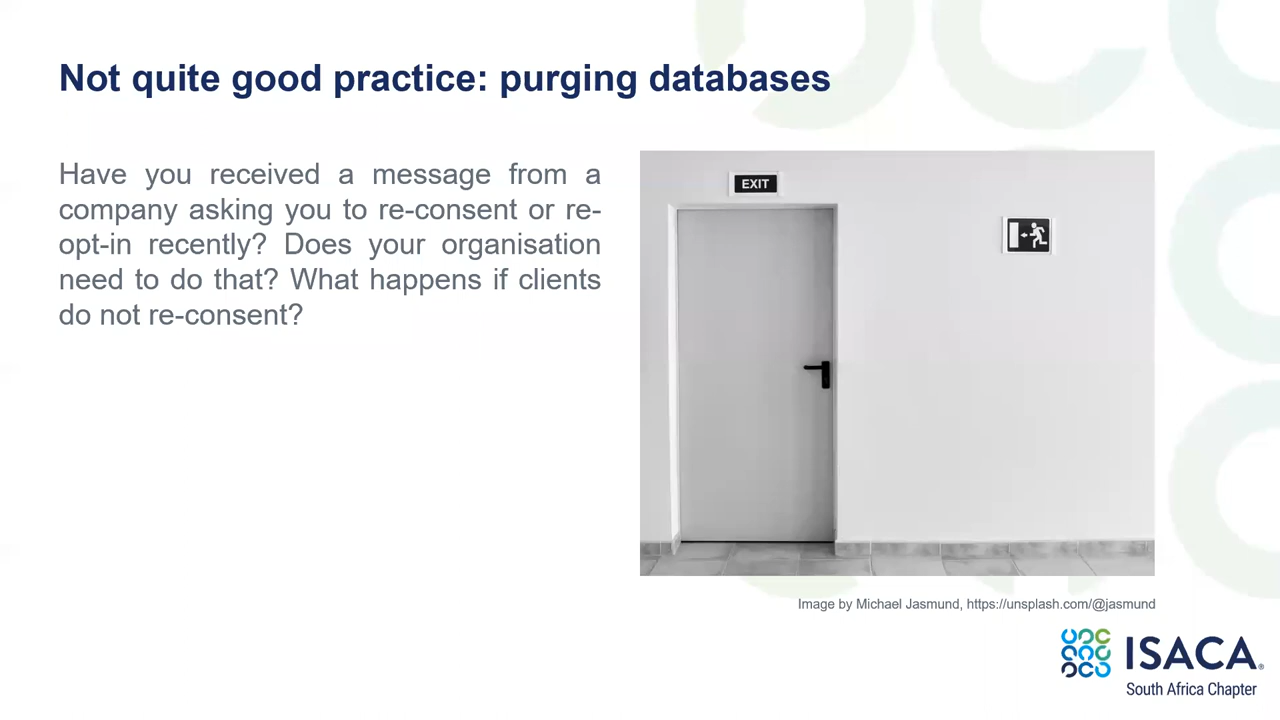 Not quite good practice: purging databases
Have you received a message from a
company asking you to re-consent or re-
opt-in recently? Does your organisation
need to do that? What happens if clients
do not re-consent?
EXIT
Image by Michael Jasmund, https://unsplash.com/@jasmund
ISACA®
South Africa Chapter